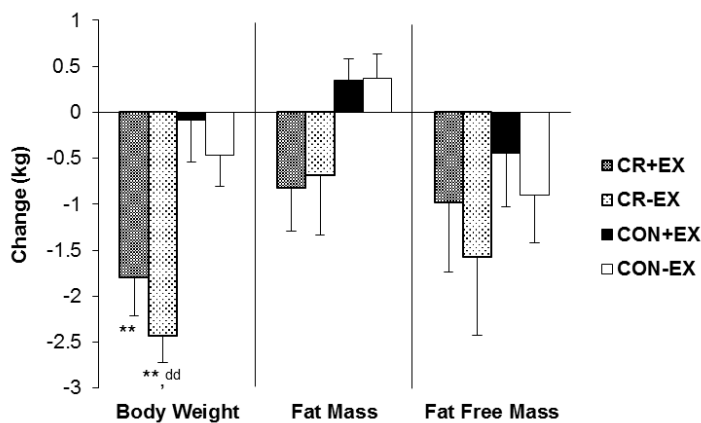 1
0.5
0
-0.5
-1
-1.5
-2
-2.5
-3
Change (kg)
**
**, dd
Body Weight
Fat Mass
Fat Free Mass
CR+EX
CR-EX
CON+EX
CON-EX